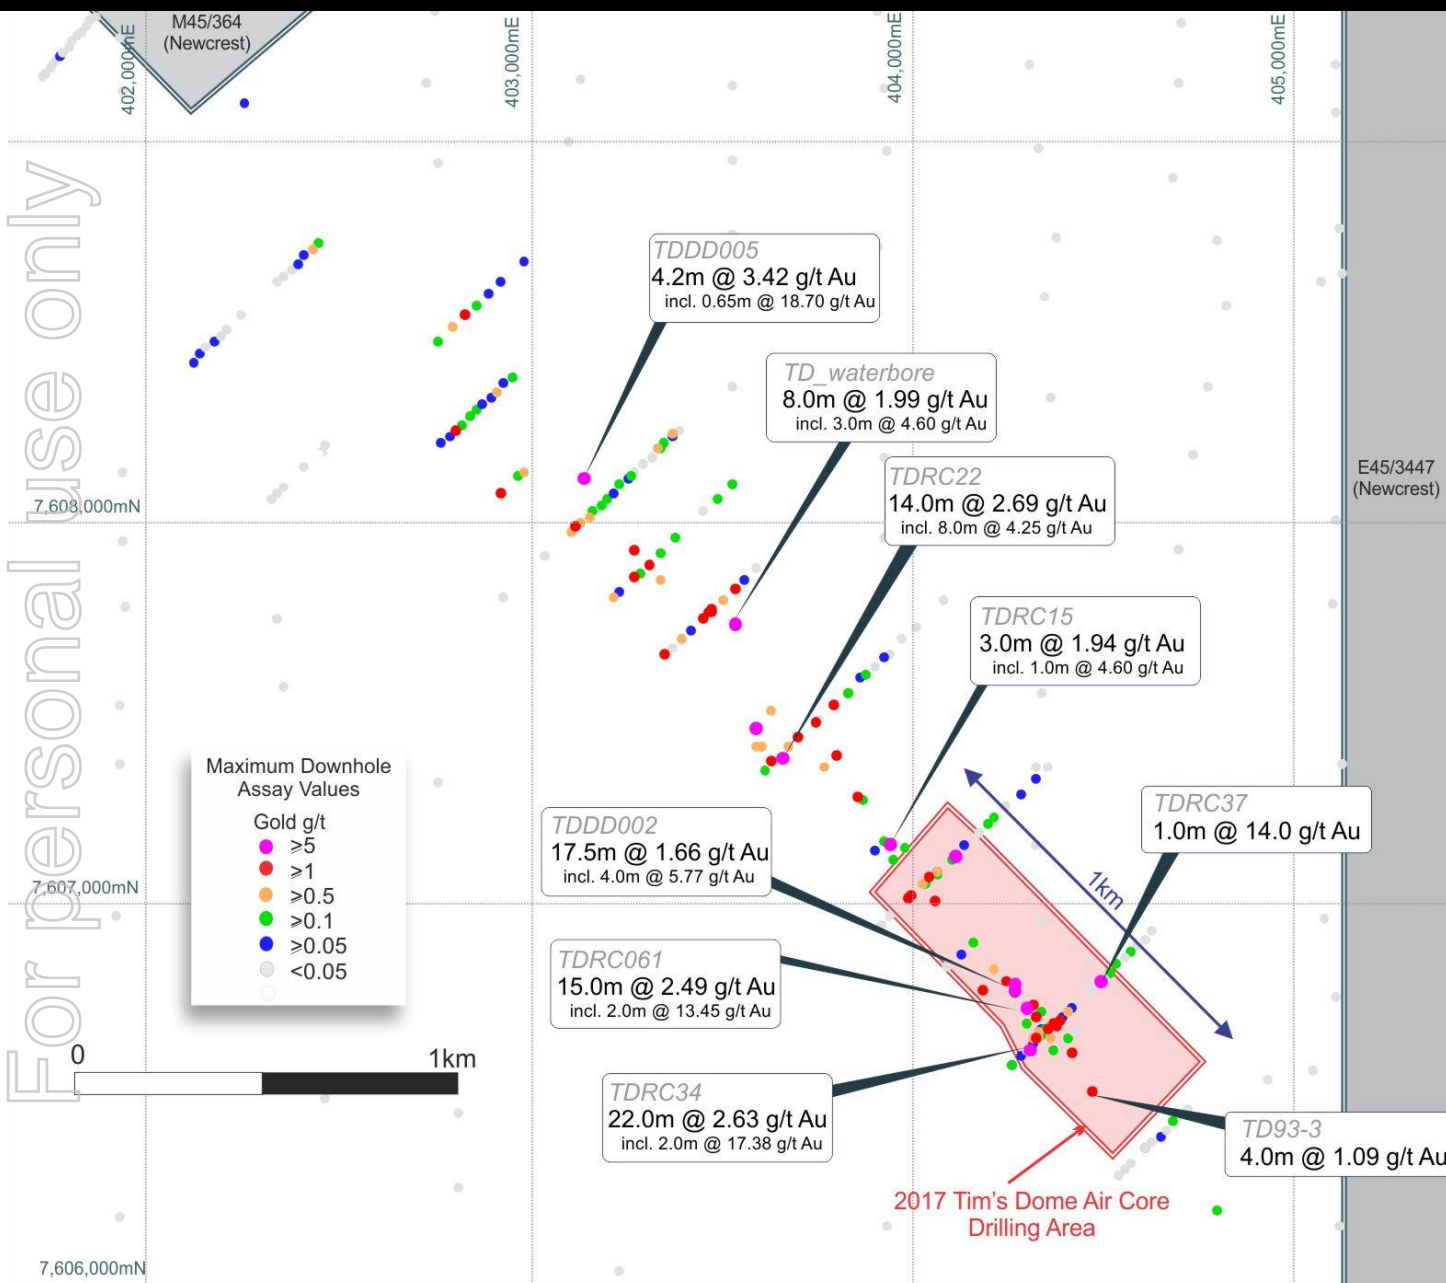 M45/364
(Newcrest)
402,000mE
403,000mE
404,000mE
405,000mE
For personal use only
TDDD005
4.2m @ 3.42 g/t Au
incl. 0.65m @ 18.70 g/t Au
TD_waterbore
8.0m @ 1.99 g/t Au
incl. 3.0m @ 4.60 g/t Au
TDRC22
14.0m @ 2.69 g/t Au
incl. 8.0m @ 4.25 g/t Au
E45/3447
(Newcrest)
7,608,000mN
TDRC15
3.0m @ 1.94 g/t Au
incl. 1.0m @ 4.60 g/t Au
Maximum Downhole
Assay Values
Gold g/t
⩾5
⩾1
⩾0.5
⩾0.1
⩾0.05
<0.05
TDRC37
1.0m @ 14.0 g/t Au
TDDD002
17.5m @ 1.66 g/t Au
incl. 4.0m @ 5.77 g/t Au
7,607,000mN
1km
TDRC061
15.0m @ 2.49 g/t Au
incl. 2.0m @ 13.45 g/t Au
0
1km
TDRC34
22.0m @ 2.63 g/t Au
incl. 2.0m @ 17.38 g/t Au
TD93-3
4.0m @ 1.09 g/t Au
2017 Tim's Dome Air Core
Drilling Area
7,606,000mN